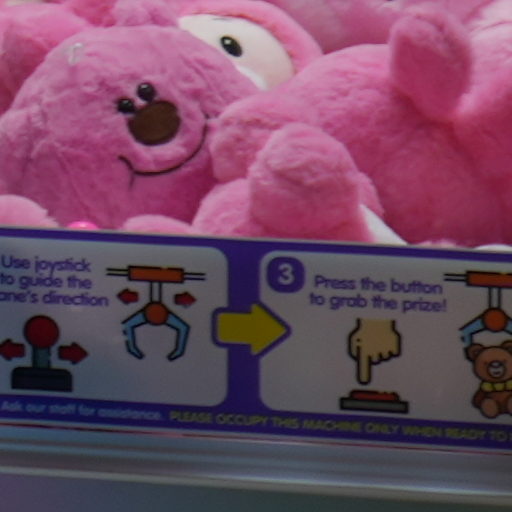 Use joystick
to guide the
ane's direction
3
Press the button
to grab the prize!
Ask our staff for assistance. PLEASE OCCUPY THIS MACHINE ONLY WHEN READY TO